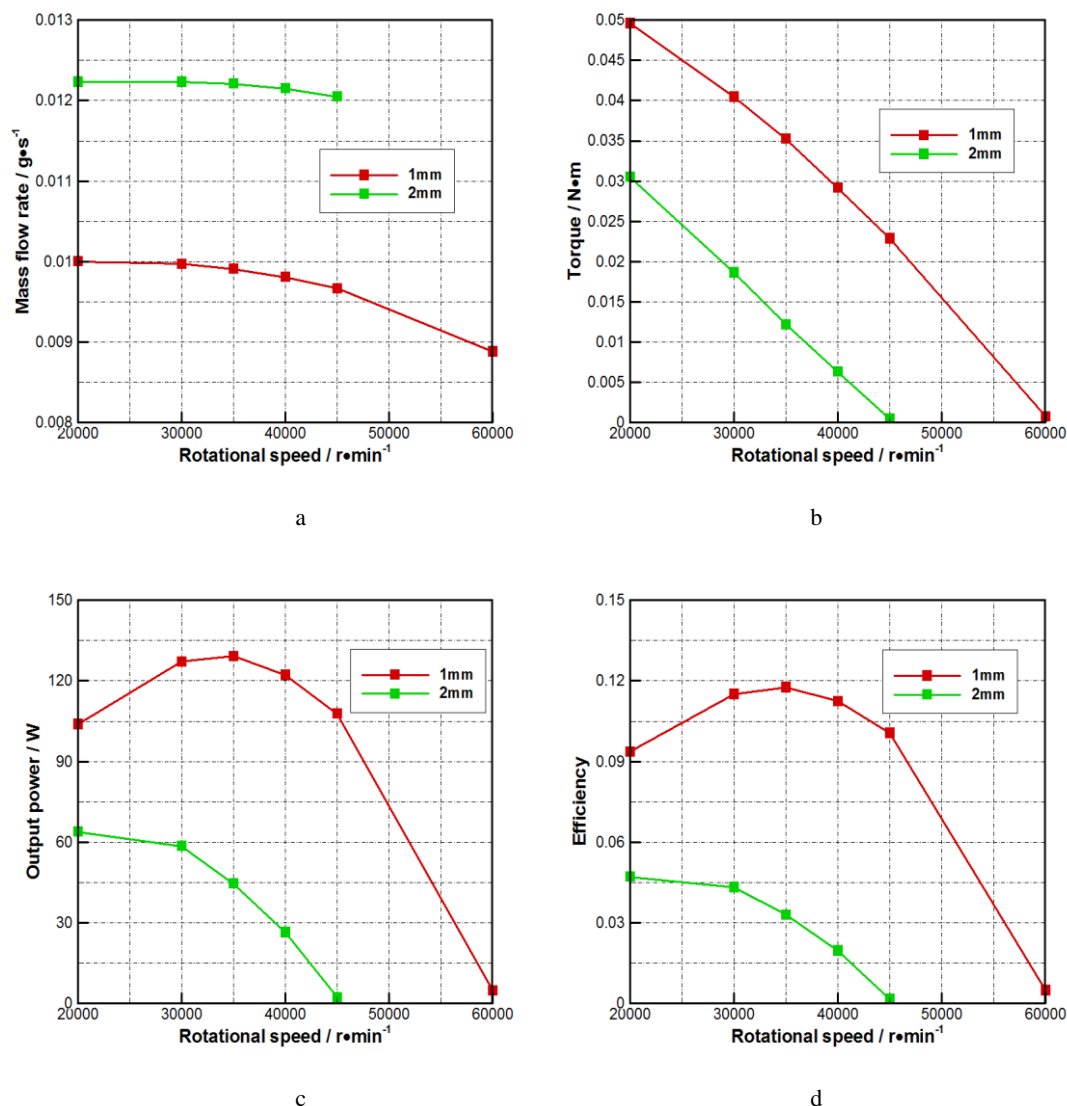 0.013
0.012
0.011
0.01
0.009
0.008
Mass flow rate / g•s⁻¹
1mm
2mm
20000 30000 40000 50000 60000
Rotational speed / r•min⁻¹
a
0.05
0.045
0.04
0.035
0.03
0.025
0.02
0.015
0.01
0.005
0
Torque / N•m
1mm
2mm
20000 30000 40000 50000 60000
Rotational speed / r•min⁻¹
b
150
120
90
60
30
0
Output power / W
1mm
2mm
20000 30000 40000 50000 60000
Rotational speed / r•min⁻¹
c
0.15
0.12
0.09
0.06
0.03
0
Efficiency
1mm
2mm
20000 30000 40000 50000 60000
Rotational speed / r•min⁻¹
d